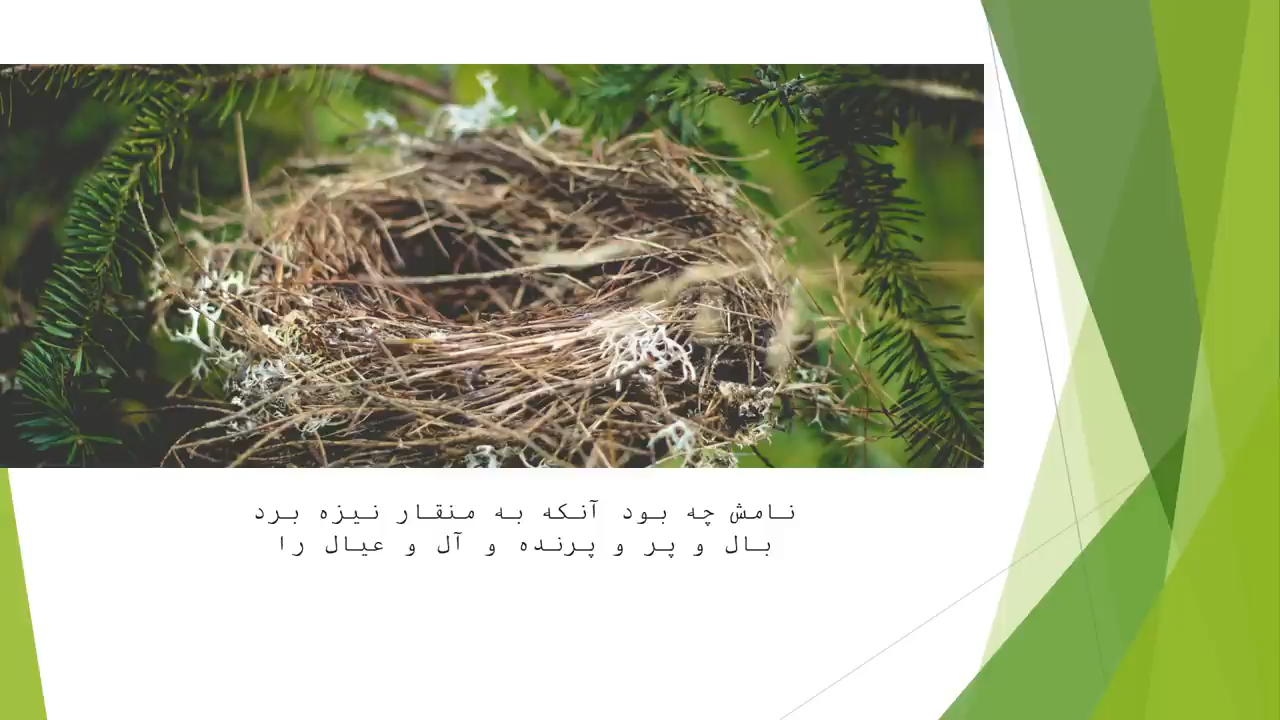 نامش چه بود آنکه به منقار نیزه برد
بال و پر و پرنده و آل و عیال را